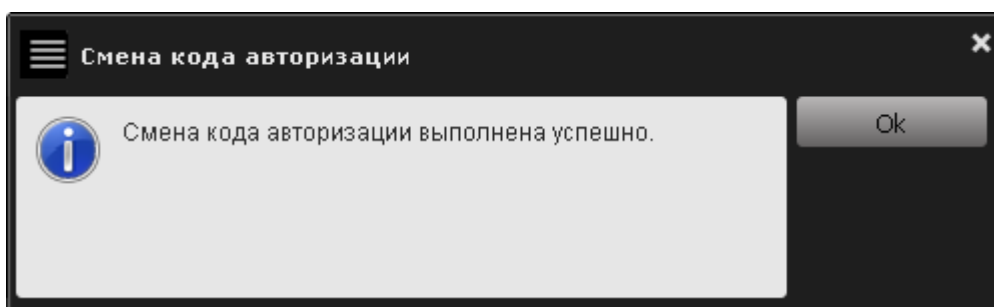 Смена кода авторизации
Смена кода авторизации выполнена успешно.
Ok